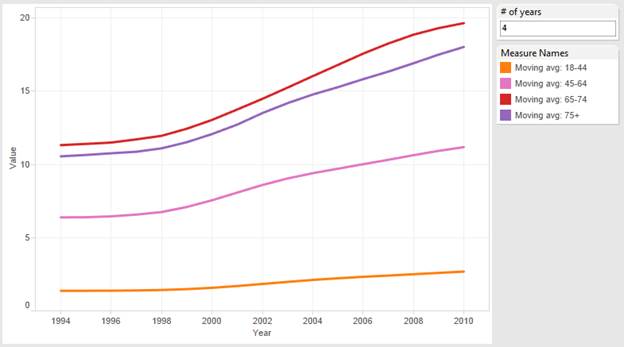 20
15
10
5
0
Value
1994 1996 1998 2000 2002 2004 2006 2008 2010
Year
# of years
4
Measure Names
Moving avg: 18-44
Moving avg: 45-64
Moving avg: 65-74
Moving avg: 75+